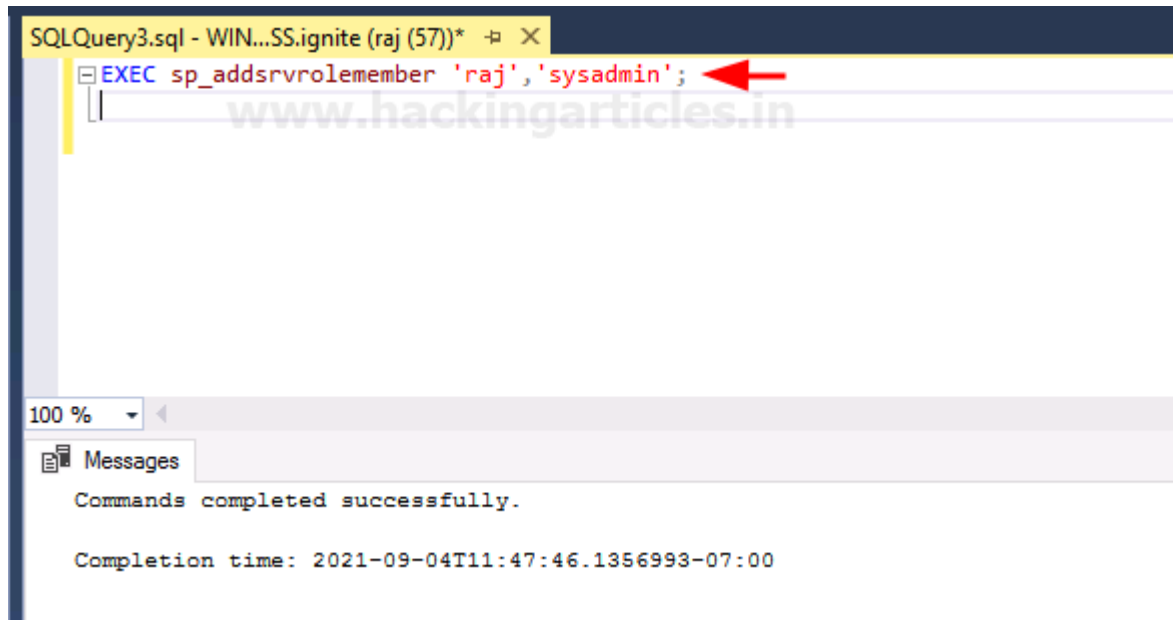 SQLQuery3.sql - WIN...SS.ignite (raj (57))*
EXEC sp_addsrvrolemember 'raj','sysadmin';
www.hackingarticles.in
100 %
Messages
Commands completed successfully.
Completion time: 2021-09-04T11:47:46.1356993-07:00